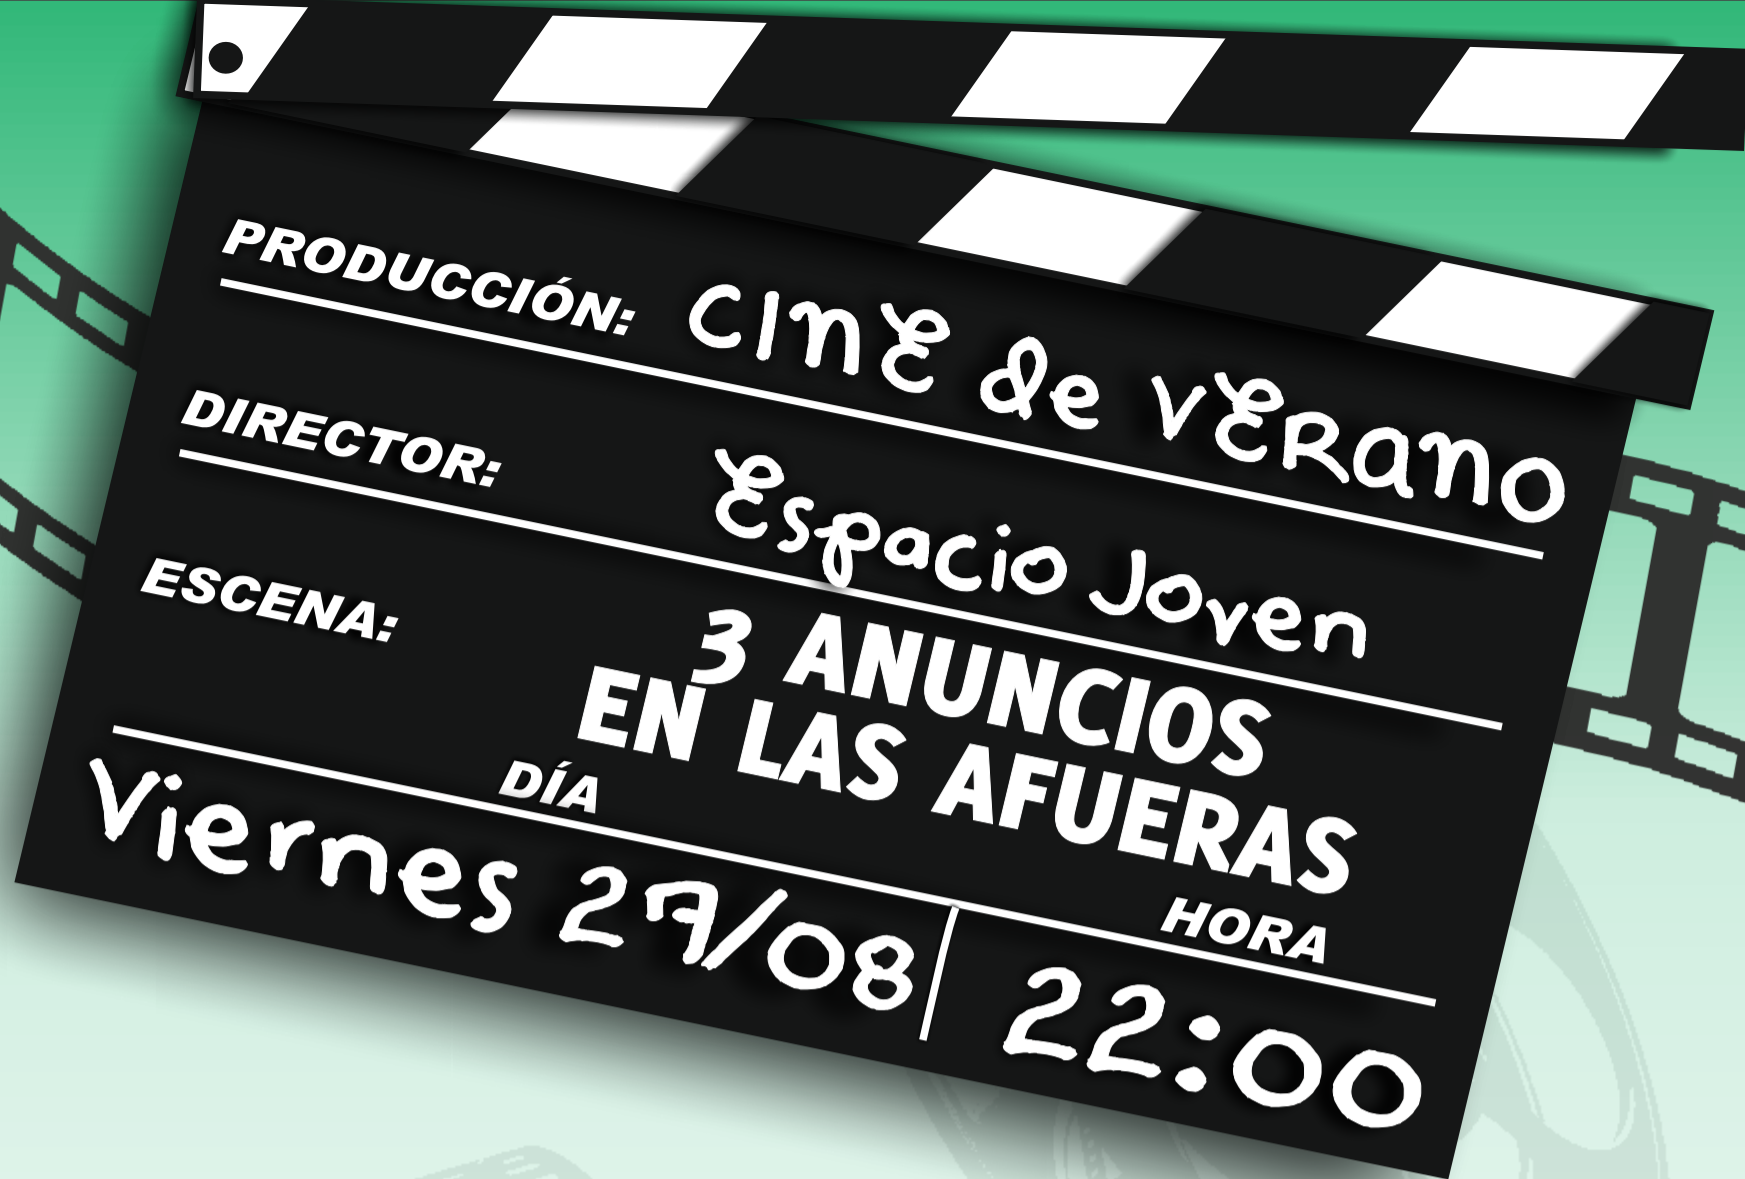 PRODUCCIÓN: CINE de VERANO
DIRECTOR: Espacio Joven
ESCENA: 3 ANUNCIOS
EN LAS AFUERAS
DÍA
Viernes 27/08
HORA
22:00